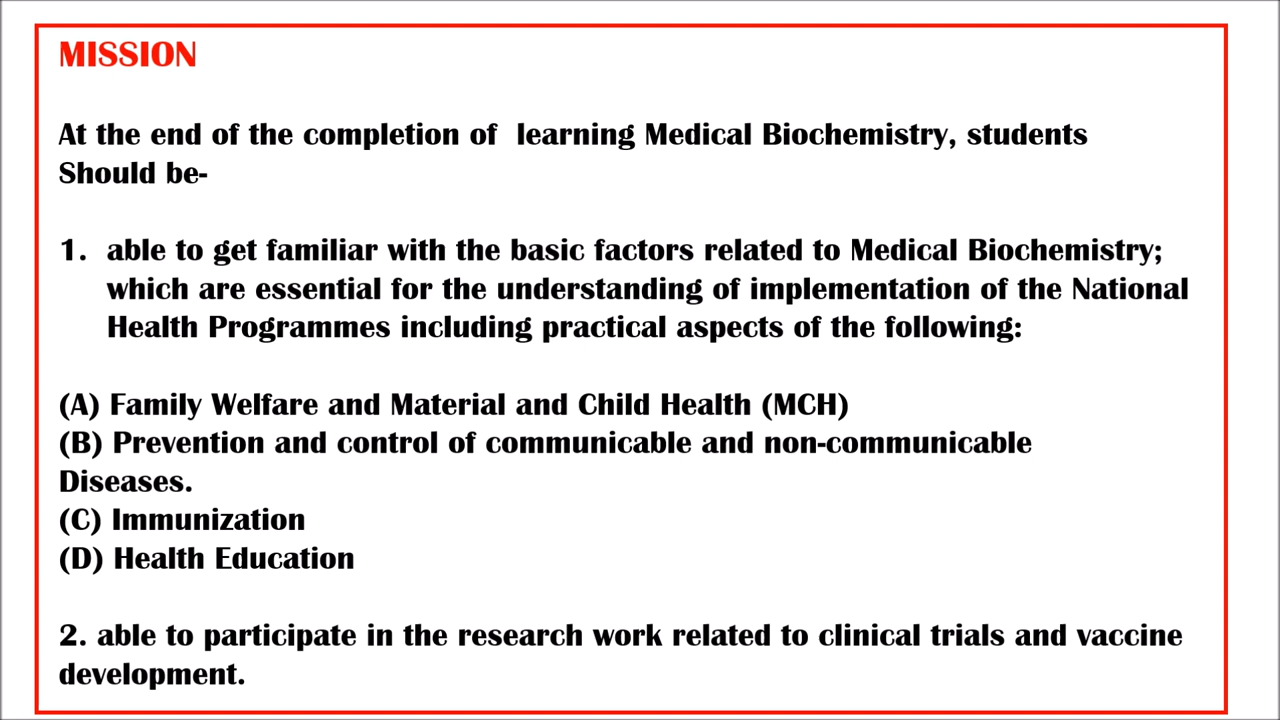 MISSION
At the end of the completion of learning Medical Biochemistry, students
Should be-
1. able to get familiar with the basic factors related to Medical Biochemistry;
which are essential for the understanding of implementation of the National
Health Programmes including practical aspects of the following:
(A) Family Welfare and Material and Child Health (MCH)
(B) Prevention and control of communicable and non-communicable
Diseases.
(C) Immunization
(D) Health Education
2. able to participate in the research work related to clinical trials and vaccine
development.